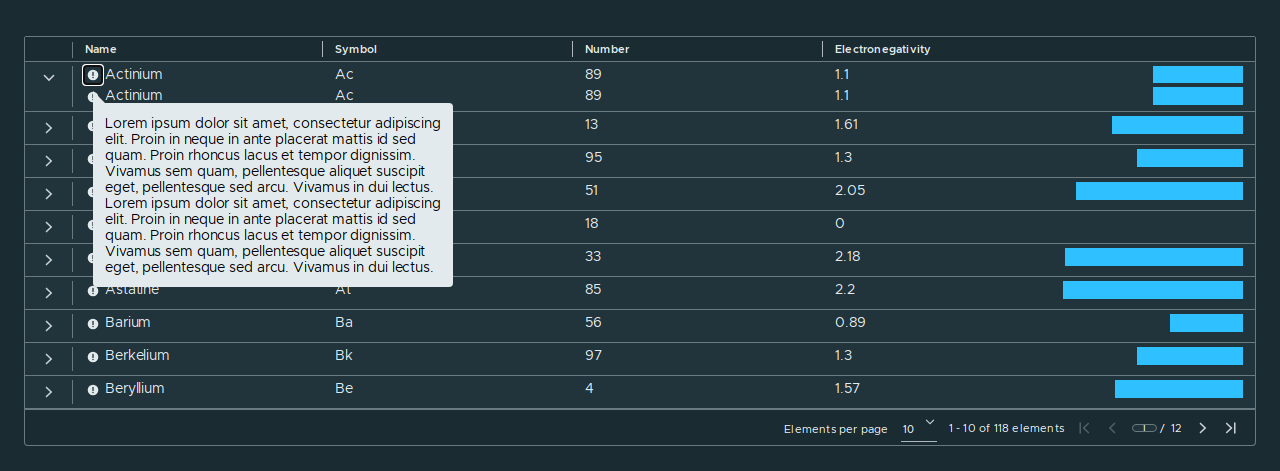 Name Symbol Number Electronegativity
Actinium Ac 89 1.1
Actinium Ac 89 1.1
Lorem ipsum dolor sit amet, consectetur adipiscing
elit. Proin in neque in ante placerat mattis id sed
quam. Proin rhoncus lacus et tempor dignissim.
Vivamus sem quam, pellentesque aliquet suscipit
eget, pellentesque sed arcu. Vivamus in dui lectus.
Lorem ipsum dolor sit amet, consectetur adipiscing
elit. Proin in neque in ante placerat mattis id sed
quam. Proin rhoncus lacus et tempor dignissim.
Vivamus sem quam, pellentesque aliquet suscipit
eget, pellentesque sed arcu. Vivamus in dui lectus.
13 1.61
95 1.3
51 2.05
18 0
33 2.18
Astatine At 85 2.2
Barium Ba 56 0.89
Berkelium Bk 97 1.3
Beryllium Be 4 1.57
Elements per page 10 1 - 10 of 118 elements / 12